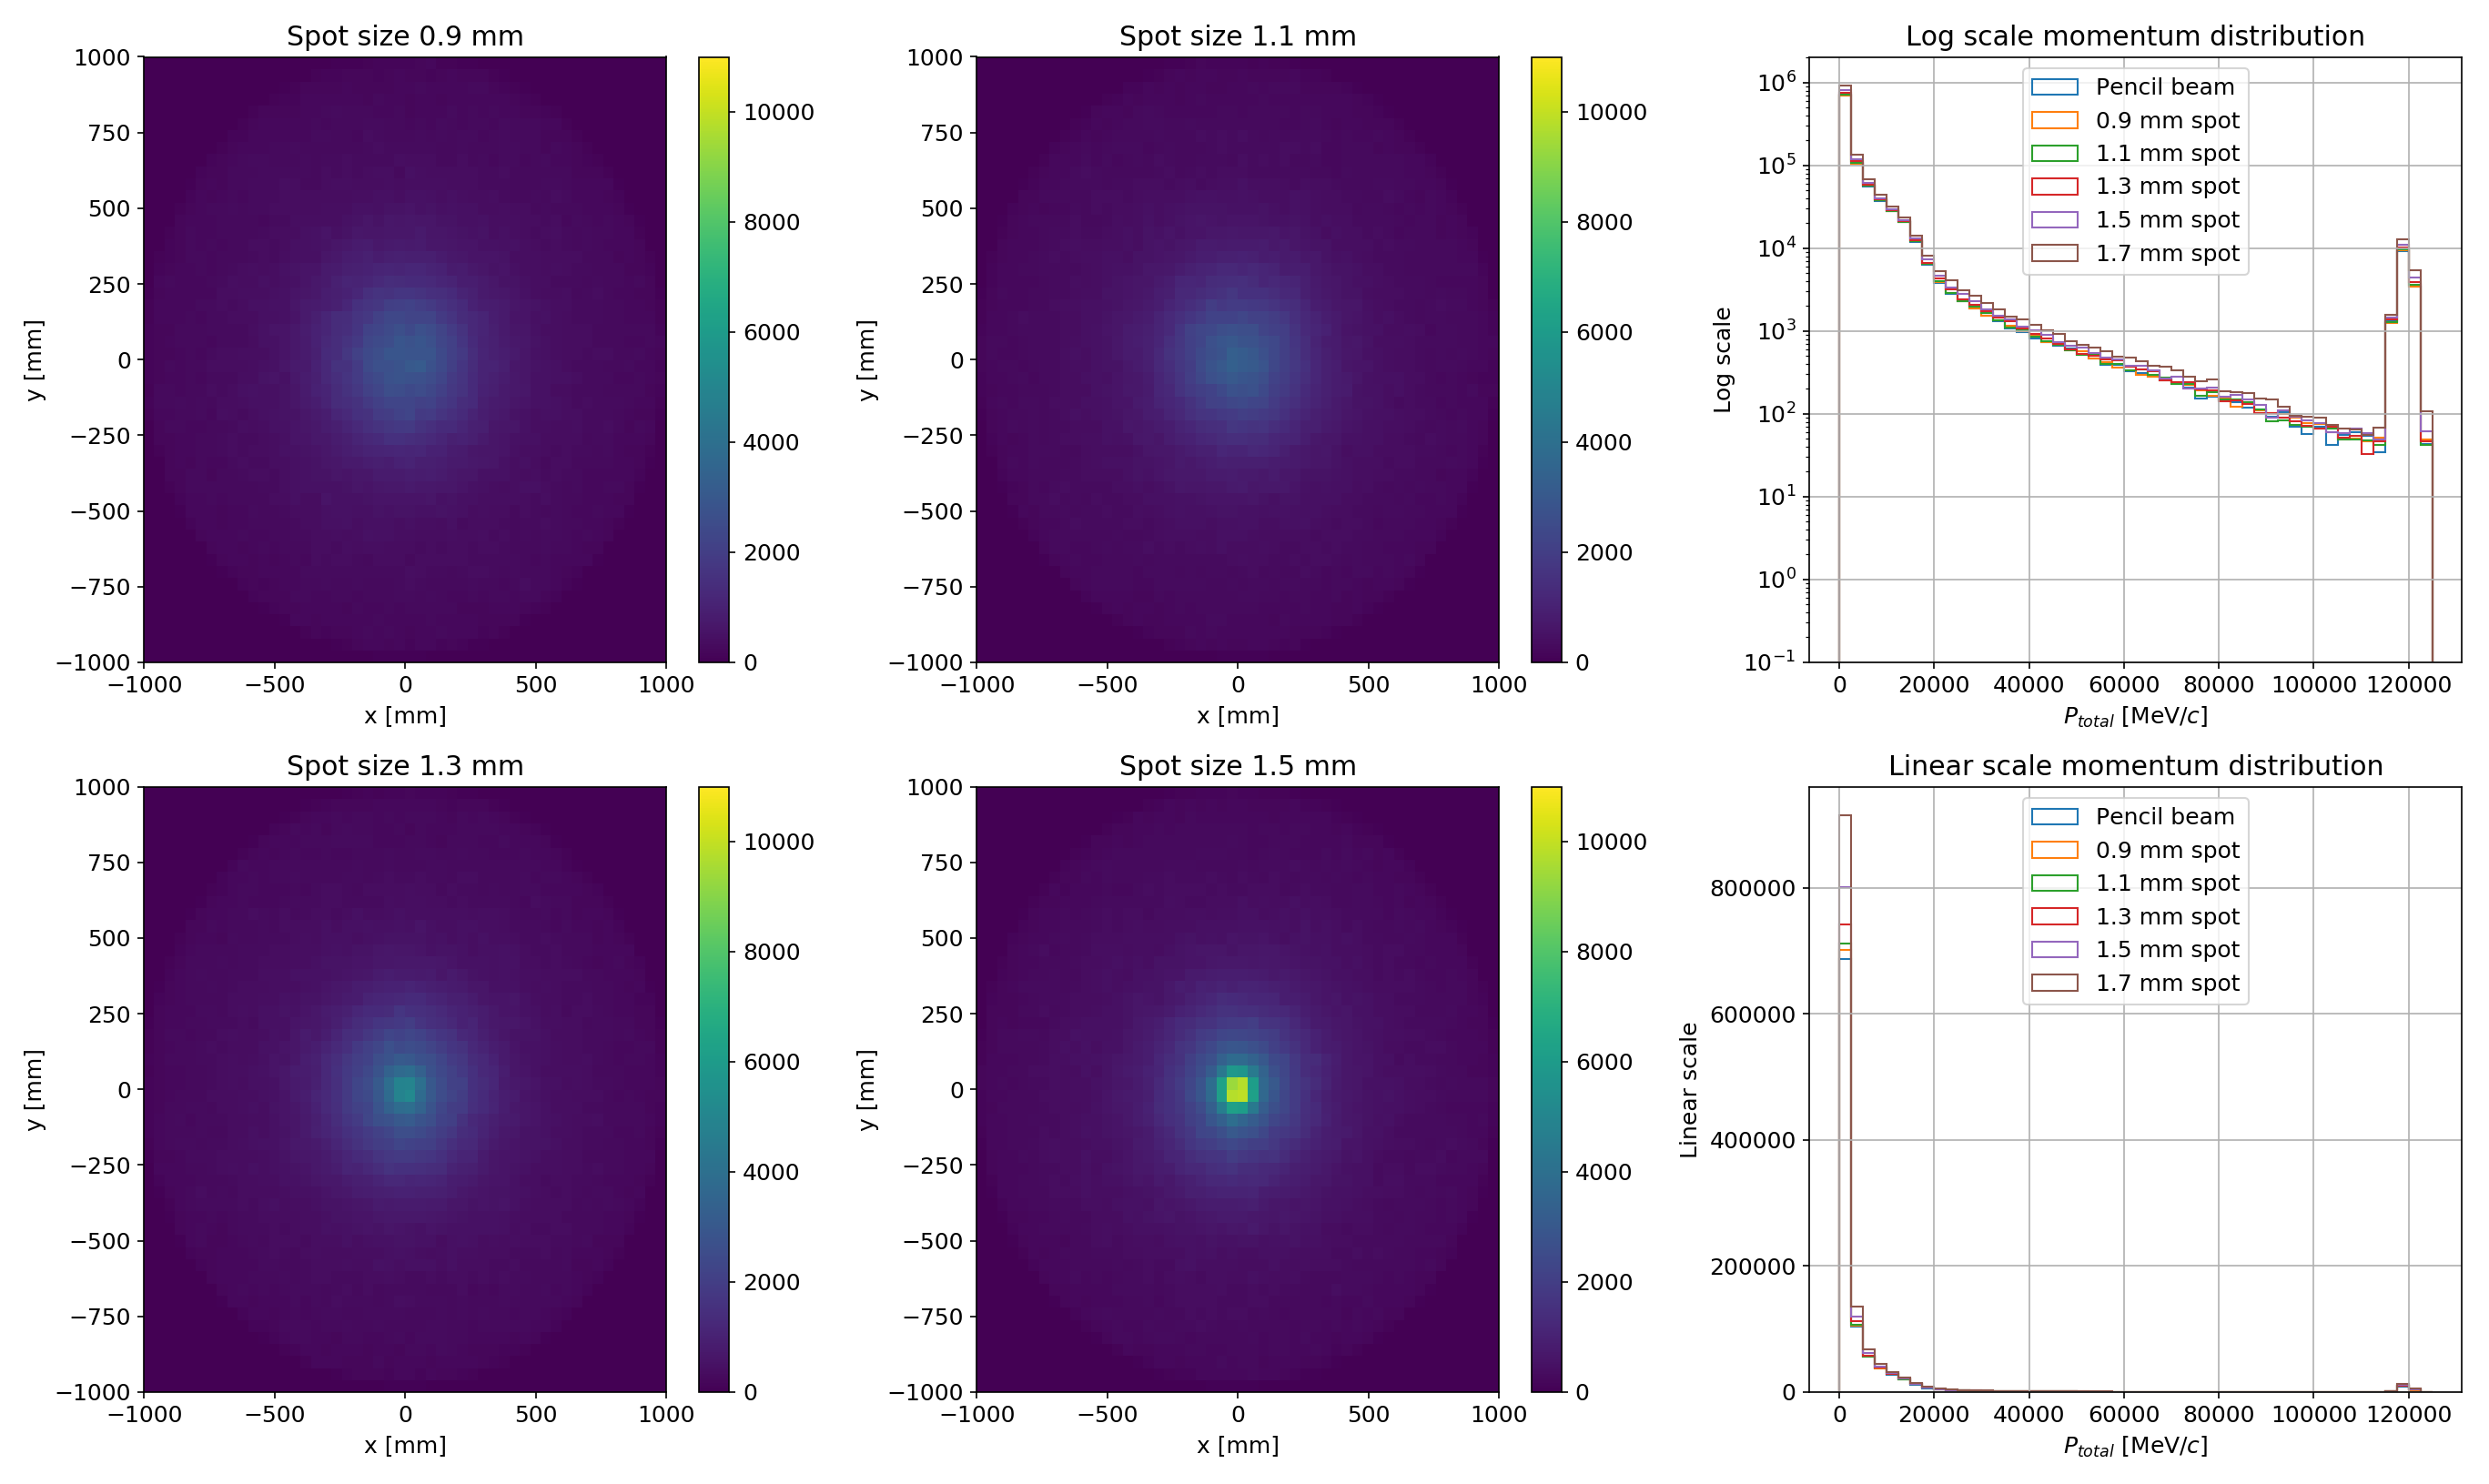 Spot size 0.9 mm
1000
750
500
250
0
−250
−500
−750
−1000
y [mm]
−1000 −500 0 500 1000
x [mm]
10000
8000
6000
4000
2000
0
Spot size 1.1 mm
1000
750
500
250
0
−250
−500
−750
−1000
y [mm]
−1000 −500 0 500 1000
x [mm]
10000
8000
6000
4000
2000
0
Log scale momentum distribution
10⁶
10⁵
10⁴
10³
10²
10¹
10⁰
10⁻¹
Log scale
Pencil beam
0.9 mm spot
1.1 mm spot
1.3 mm spot
1.5 mm spot
1.7 mm spot
0 20000 40000 60000 80000 100000 120000
P_total [MeV/c]
Spot size 1.3 mm
1000
750
500
250
0
−250
−500
−750
−1000
y [mm]
−1000 −500 0 500 1000
x [mm]
10000
8000
6000
4000
2000
0
Spot size 1.5 mm
1000
750
500
250
0
−250
−500
−750
−1000
y [mm]
−1000 −500 0 500 1000
x [mm]
10000
8000
6000
4000
2000
0
Linear scale momentum distribution
800000
600000
400000
200000
0
Linear scale
Pencil beam
0.9 mm spot
1.1 mm spot
1.3 mm spot
1.5 mm spot
1.7 mm spot
0 20000 40000 60000 80000 100000 120000
P_total [MeV/c]